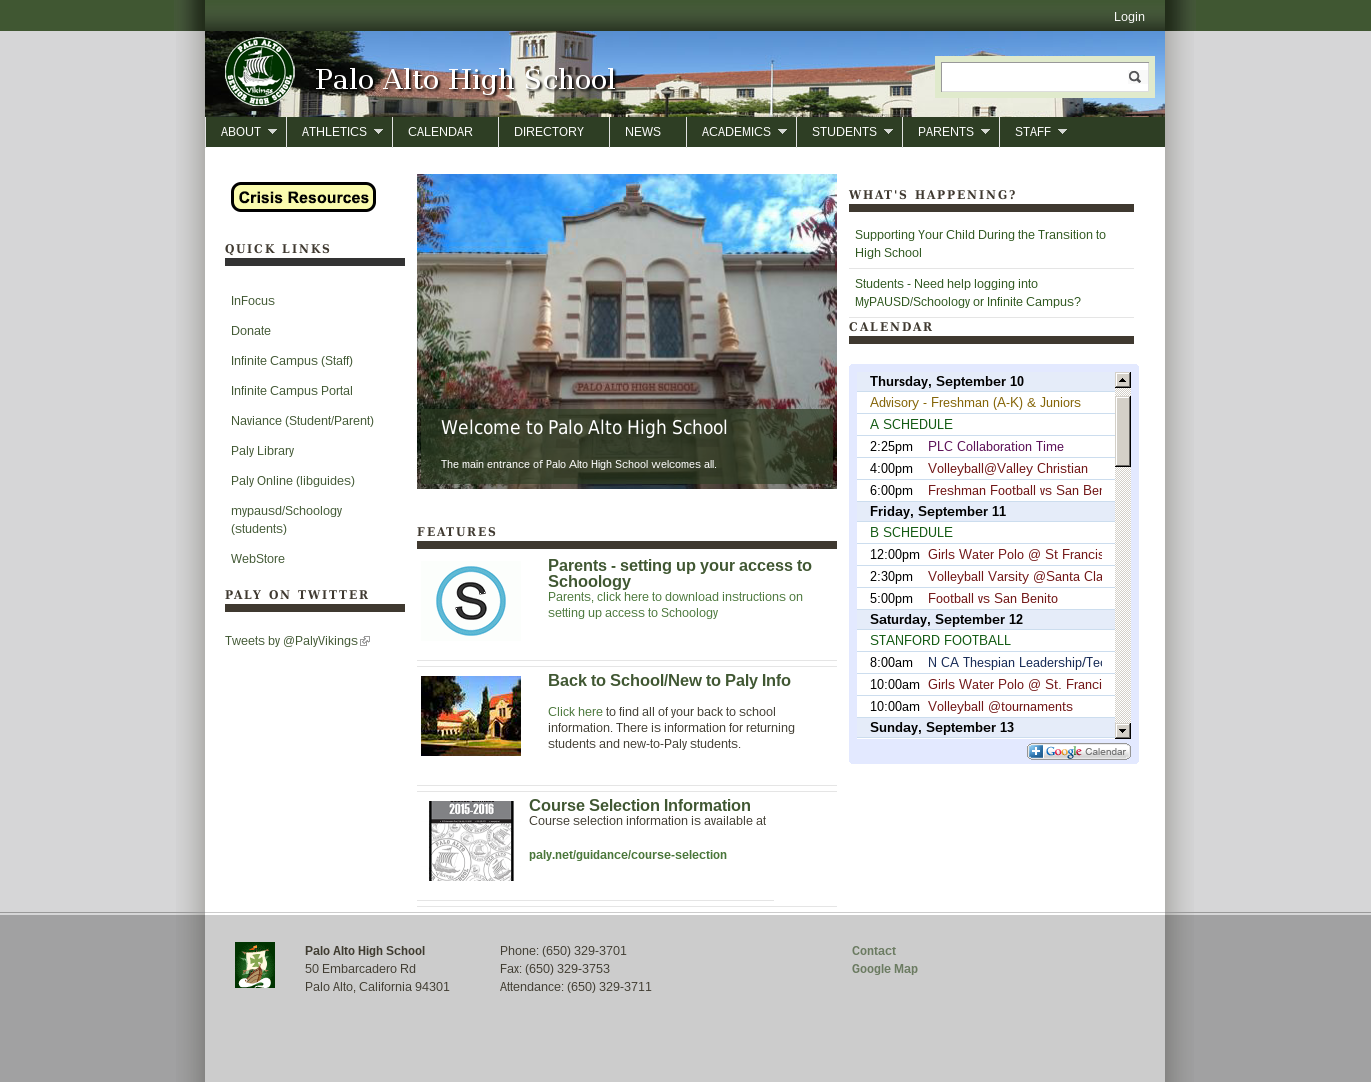 Login
PALO ALTO
SENIOR HIGH SCHOOL
Vikings
Palo Alto High School
ABOUT
ATHLETICS
CALENDAR
DIRECTORY
NEWS
ACADEMICS
STUDENTS
PARENTS
STAFF
Crisis Resources
QUICK LINKS
InFocus
Donate
Infinite Campus (Staff)
Infinite Campus Portal
Naviance (Student/Parent)
Paly Library
Paly Online (libguides)
mypausd/Schoology
(students)
WebStore
PALY ON TWITTER
Tweets by @PalyVikings
PALO ALTO HIGH SCHOOL
Welcome to Palo Alto High School
The main entrance of Palo Alto High School welcomes all.
FEATURES
S
Parents - setting up your access to
Schoology
Parents, click here to download instructions on
setting up access to Schoology
Back to School/New to Paly Info
Click here to find all of your back to school
information. There is information for returning
students and new-to-Paly students.
2015-2016
Course Selection Information
Course selection information is available at
paly.net/guidance/course-selection
WHAT'S HAPPENING?
Supporting Your Child During the Transition to
High School
Students - Need help logging into
MyPAUSD/Schoology or Infinite Campus?
CALENDAR
Thursday, September 10
Advisory - Freshman (A-K) & Juniors
A SCHEDULE
2:25pm PLC Collaboration Time
4:00pm Volleyball@Valley Christian
6:00pm Freshman Football vs San Ben
Friday, September 11
B SCHEDULE
12:00pm Girls Water Polo @ St Francis
2:30pm Volleyball Varsity @Santa Cla
5:00pm Football vs San Benito
Saturday, September 12
STANFORD FOOTBALL
8:00am N CA Thespian Leadership/Tec
10:00am Girls Water Polo @ St. Franci
10:00am Volleyball @tournaments
Sunday, September 13
Google Calendar
Palo Alto High School
50 Embarcadero Rd
Palo Alto, California 94301
Phone: (650) 329-3701
Fax: (650) 329-3753
Attendance: (650) 329-3711
Contact
Google Map